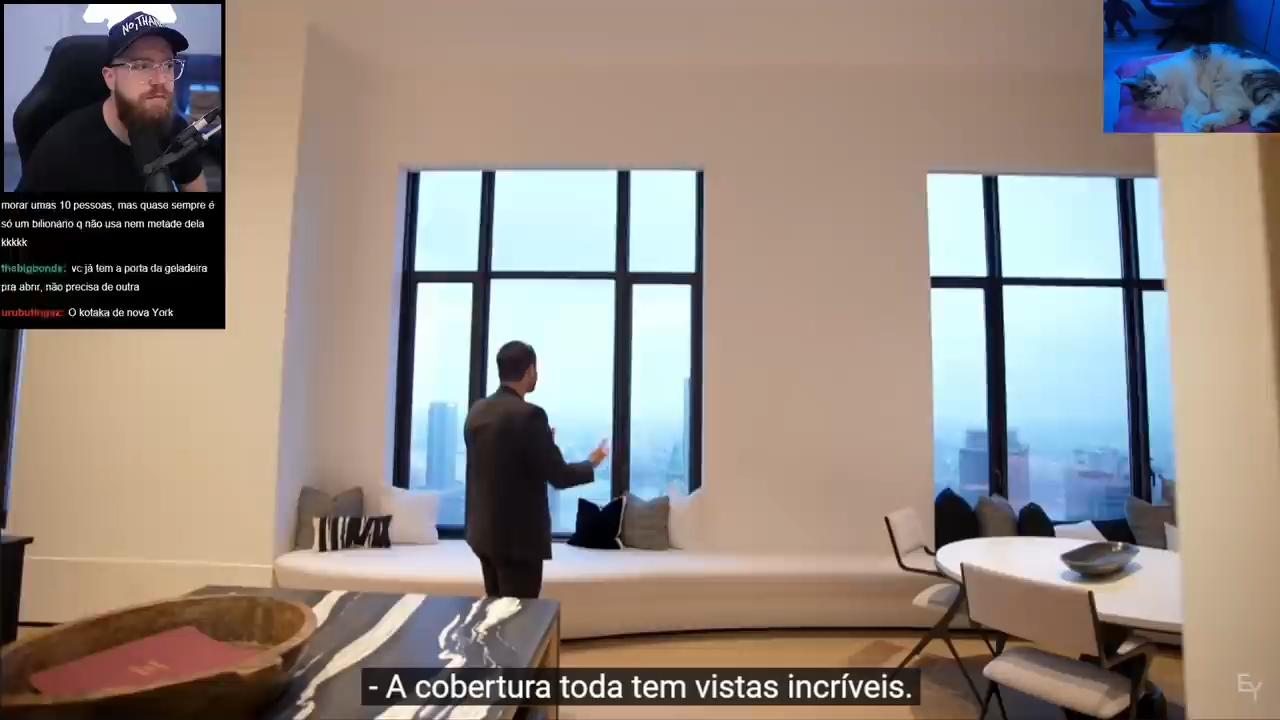 NO, THANKS
morar umas 10 pessoas, mas quase sempre é
só um bilionário q não usa nem metade dela
kkkkk
thebigbonds: vc já tem a porta da geladeira
pra abrir, não precisa de outra
O kotaka de nova York
- A cobertura toda tem vistas incríveis.
EY